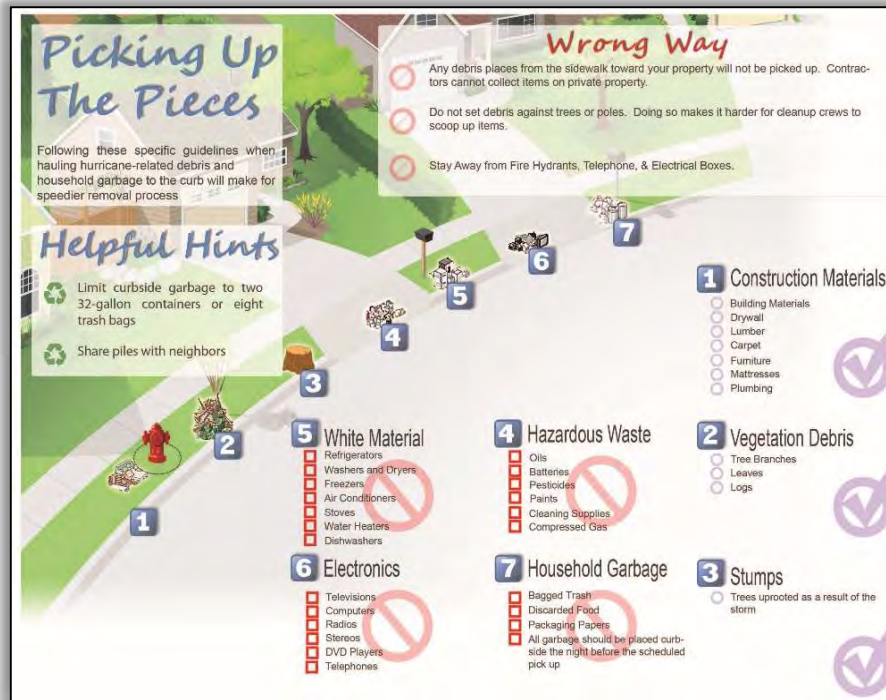 Picking Up
The Pieces
Following these specific guidelines when
hauling hurricane-related debris and
household garbage to the curb will make for
speedier removal process
Helpful Hints
Limit curbside garbage to two
32-gallon containers or eight
trash bags
Share piles with neighbors
Wrong Way
Any debris places from the sidewalk toward your property will not be picked up. Contrac-
tors cannot collect items on private property.
Do not set debris against trees or poles. Doing so makes it harder for cleanup crews to
scoop up items.
Stay Away from Fire Hydrants, Telephone, & Electrical Boxes.
7
6
5
4
3
2
1
1 Construction Materials
Building Materials
Drywall
Lumber
Carpet
Furniture
Mattresses
Plumbing
5 White Material
Refrigerators
Washers and Dryers
Freezers
Air Conditioners
Stoves
Water Heaters
Dishwashers
4 Hazardous Waste
Oils
Batteries
Pesticides
Paints
Cleaning Supplies
Compressed Gas
2 Vegetation Debris
Tree Branches
Leaves
Logs
6 Electronics
Televisions
Computers
Radios
Stereos
DVD Players
Telephones
7 Household Garbage
Bagged Trash
Discarded Food
Packaging Papers
All garbage should be placed curb-
side the night before the scheduled
pick up
3 Stumps
Trees uprooted as a result of the
storm